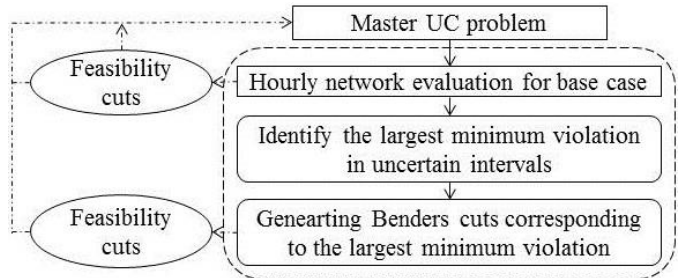 Master UC problem
Feasibility
cuts
Hourly network evaluation for base case
Identify the largest minimum violation
in uncertain intervals
Feasibility
cuts
Genearting Benders cuts corresponding
to the largest minimum violation